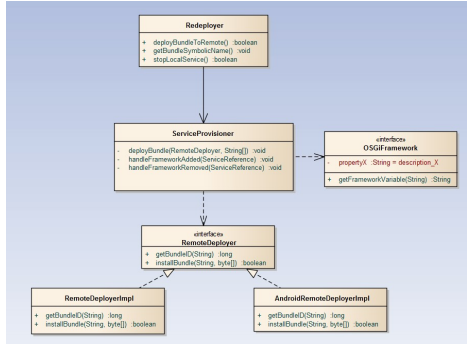 Redeployer
+ deployBundleToRemote() :boolean
+ getBundleSymbolicName() :void
+ stopLocalService() :boolean
ServiceProvisioner
- deployBundle(RemoteDeployer, String[]) :void
- handleFrameworkAdded(ServiceReference) :void
- handleFrameworkRemoved(ServiceReference) :void
«interface»
OSGiFramework
- propertyX :String = description_X
+ getFrameworkVariable(String) :String
«interface»
RemoteDeployer
+ getBundleID(String) :long
+ installBundle(String, byte[]) :boolean
RemoteDeployerImpl
+ getBundleID(String) :long
+ installBundle(String, byte[]) :boolean
AndroidRemoteDeployerImpl
+ getBundleID(String) :long
+ installBundle(String, byte[]) :boolean